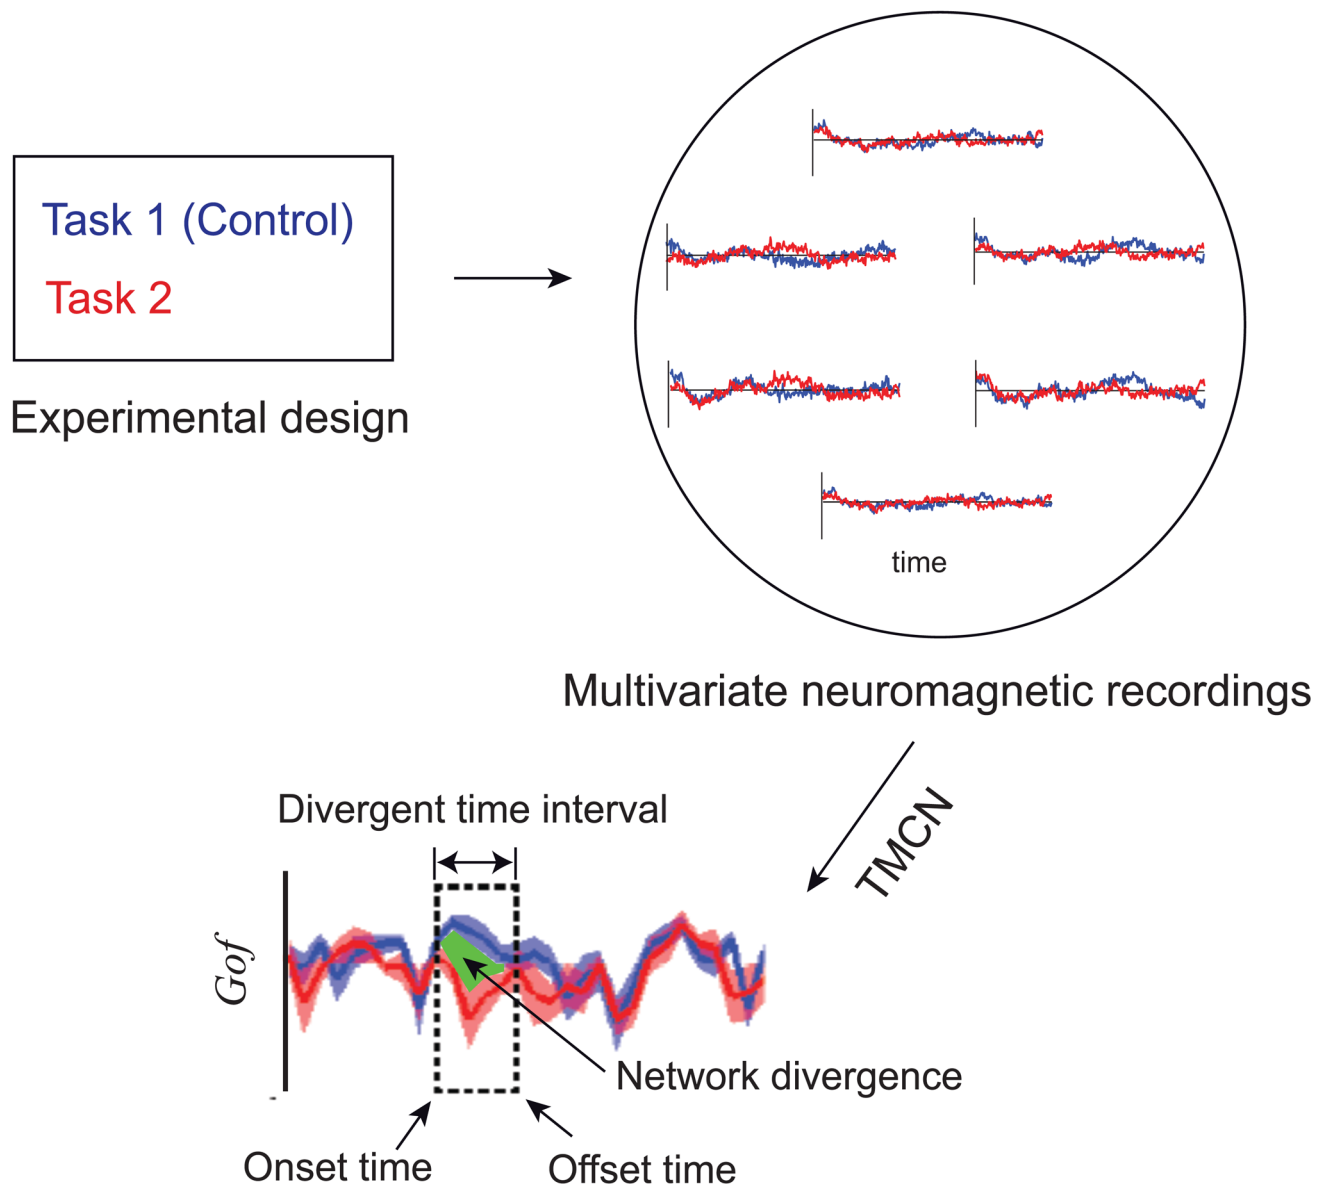 Task 1 (Control)
Task 2
Experimental design
time
Multivariate neuromagnetic recordings
TMCN
Divergent time interval
Gof
Network divergence
Onset time
Offset time